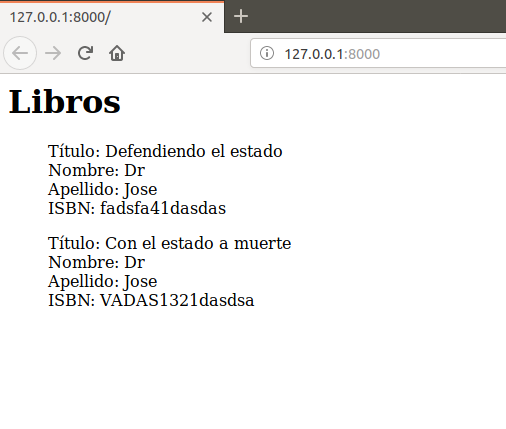 127.0.0.1:8000/
127.0.0.1:8000
Libros
Título: Defendiendo el estado
Nombre: Dr
Apellido: Jose
ISBN: fadsfa41dasdas
Título: Con el estado a muerte
Nombre: Dr
Apellido: Jose
ISBN: VADAS1321dasdsa